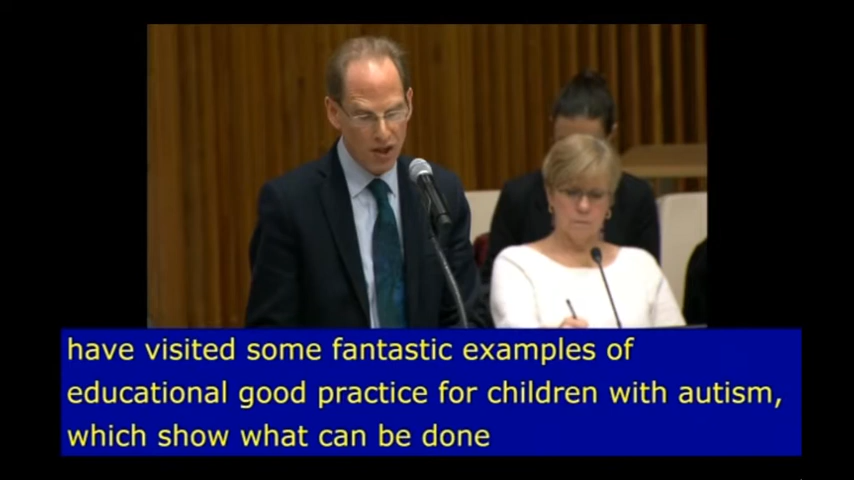 have visited some fantastic examples of
educational good practice for children with autism,
which show what can be done